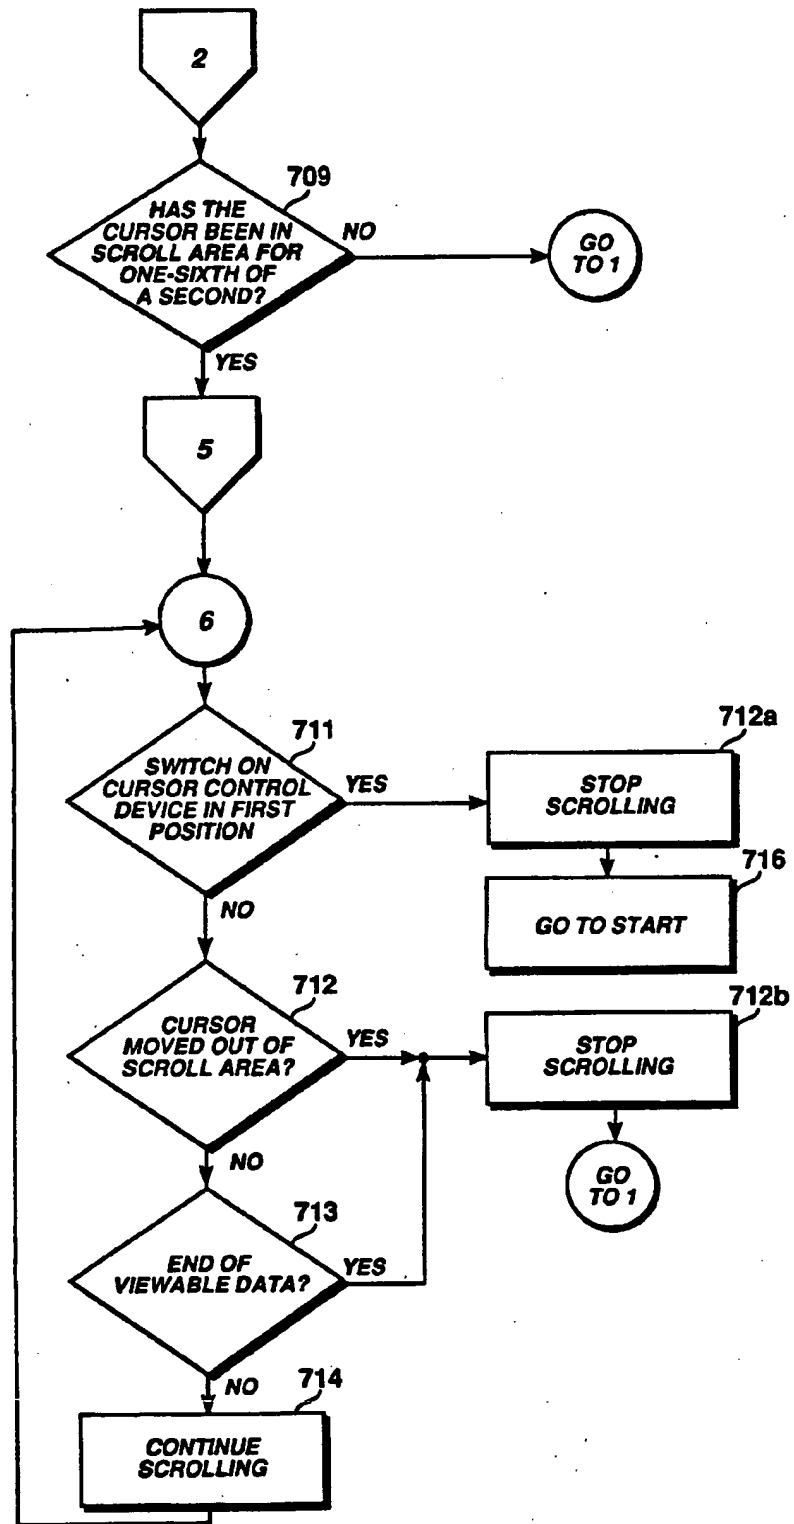 2
709
HAS THE
CURSOR BEEN IN
SCROLL AREA FOR
ONE-SIXTH OF
A SECOND?
NO
GO
TO 1
YES
5
6
711
SWITCH ON
CURSOR CONTROL
DEVICE IN FIRST
POSITION
YES
712a
STOP
SCROLLING
716
GO TO START
NO
712
CURSOR
MOVED OUT OF
SCROLL AREA?
YES
712b
STOP
SCROLLING
GO
TO 1
NO
713
END OF
VIEWABLE DATA?
YES
NO
714
CONTINUE
SCROLLING